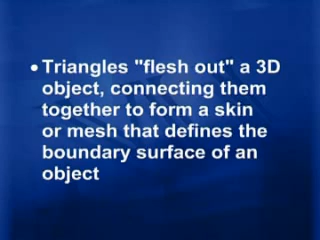 • Triangles "flesh out" a 3D
object, connecting them
together to form a skin
or mesh that defines the
boundary surface of an
object